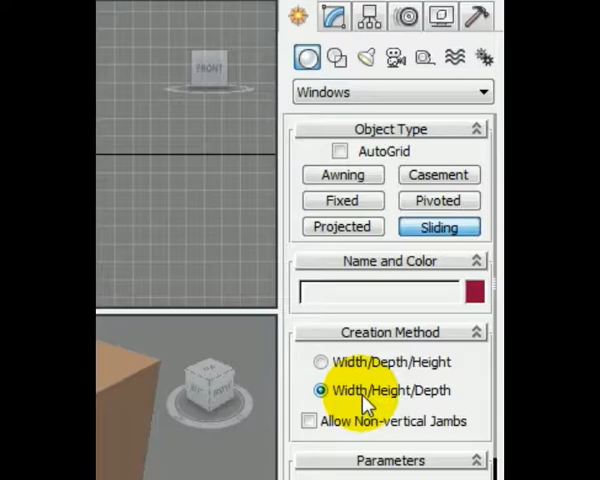 FRONT
Windows
Object Type
AutoGrid
Awning Casement
Fixed Pivoted
Projected Sliding
Name and Color
Creation Method
Width/Depth/Height
Width/Height/Depth
Allow Non-vertical Jambs
Parameters